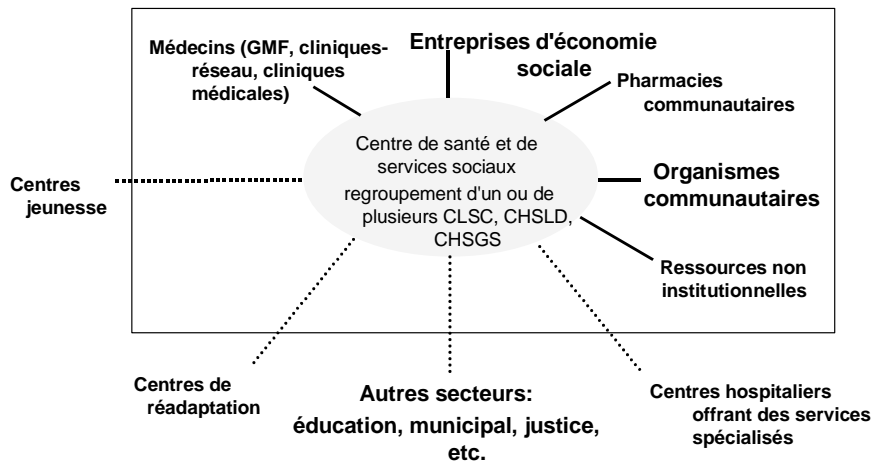 Médecins (GMF, cliniques-
réseau, cliniques
médicales)
Entreprises d'économie
sociale
Pharmacies
communautaires
Centre de santé et de
services sociaux
regroupement d'un ou de
plusieurs CLSC, CHSLD,
CHSGS
Centres
jeunesse
Organismes
communautaires
Ressources non
institutionnelles
Centres de
réadaptation
Autres secteurs:
éducation, municipal, justice,
etc.
Centres hospitaliers
offrant des services
spécialisés